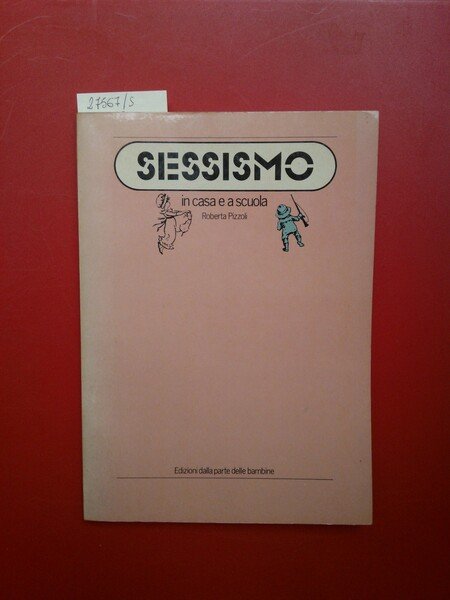 27567/S
SESSISMO
in casa e a scuola
Roberta Pizzoli
Edizioni dalla parte delle bambine